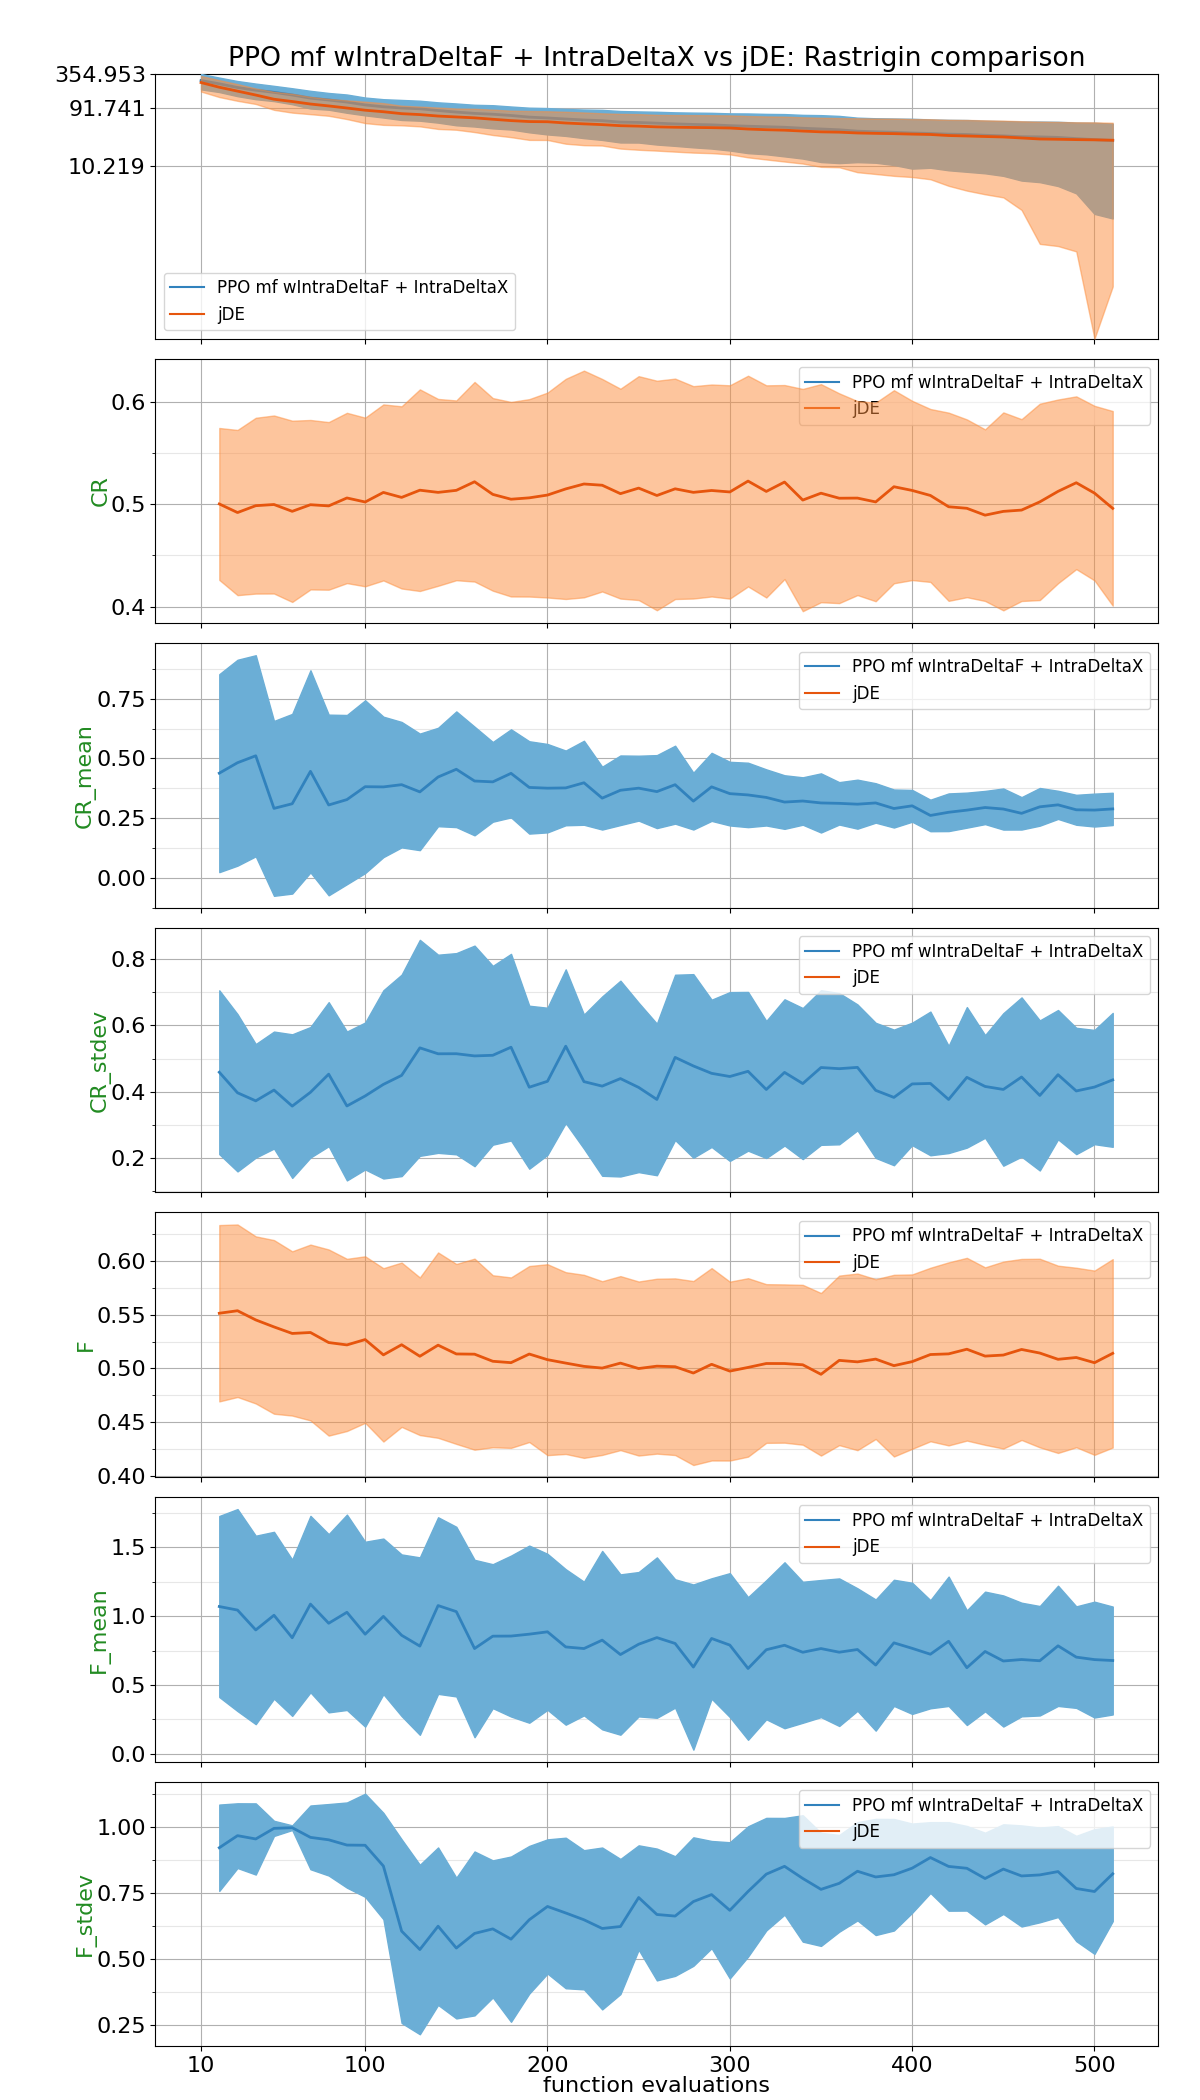 PPO mf wIntraDeltaF + IntraDeltaX vs jDE: Rastrigin comparison
354.953
91.741
10.219
PPO mf wIntraDeltaF + IntraDeltaX
jDE
0.6
0.5
0.4
CR
PPO mf wIntraDeltaF + IntraDeltaX
jDE
0.75
0.50
0.25
0.00
CR_mean
PPO mf wIntraDeltaF + IntraDeltaX
jDE
0.8
0.6
0.4
0.2
CR_stdev
PPO mf wIntraDeltaF + IntraDeltaX
jDE
0.60
0.55
0.50
0.45
0.40
F
PPO mf wIntraDeltaF + IntraDeltaX
jDE
1.5
1.0
0.5
0.0
F_mean
PPO mf wIntraDeltaF + IntraDeltaX
jDE
1.00
0.75
0.50
0.25
F_stdev
PPO mf wIntraDeltaF + IntraDeltaX
jDE
10 100 200 300 400 500
function evaluations